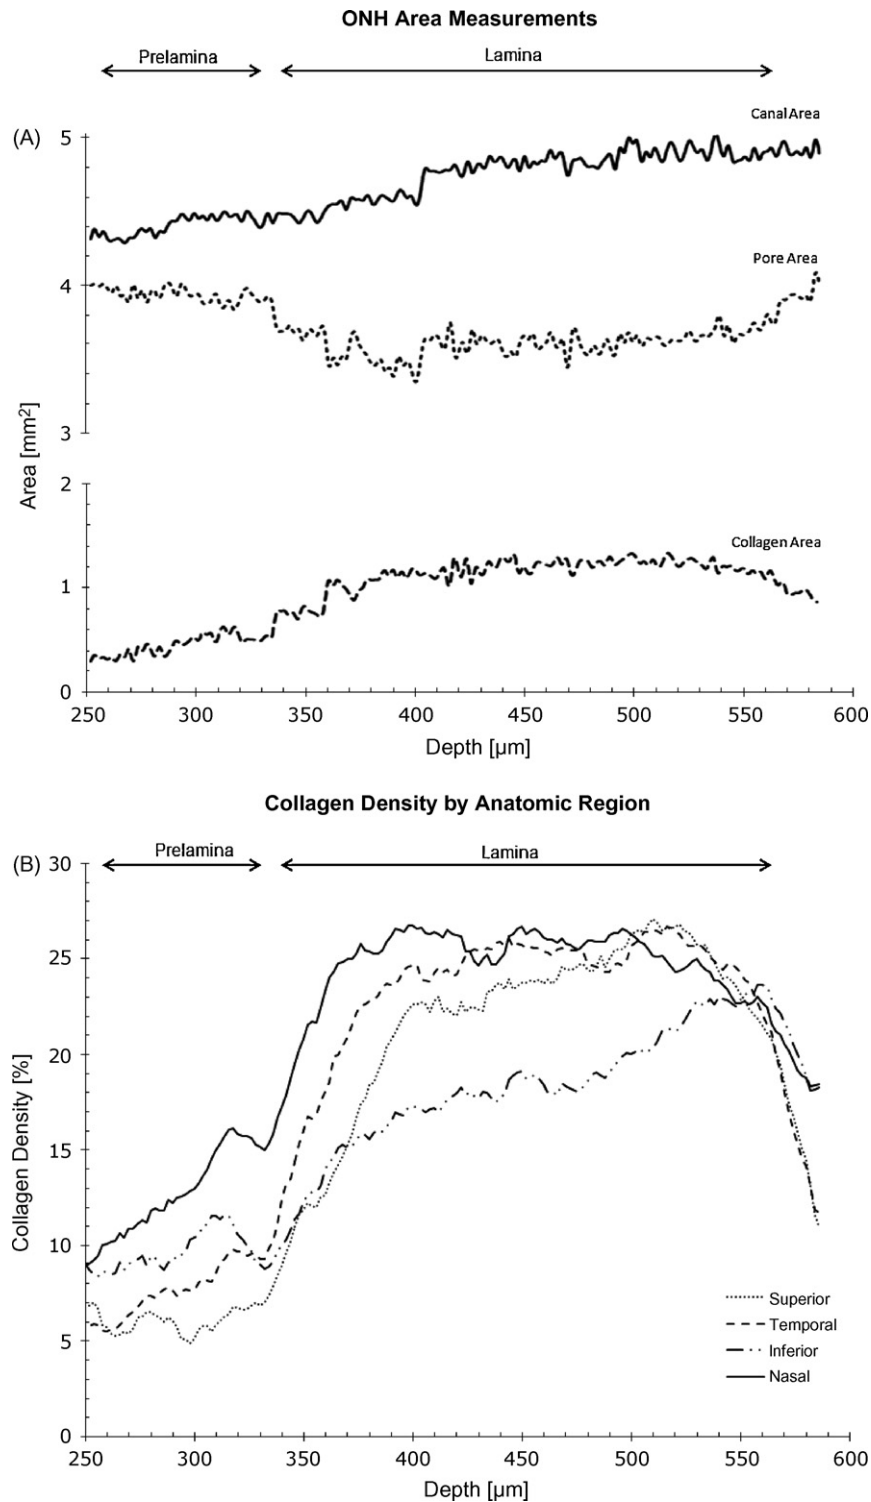 ONH Area Measurements
Prelamina
Lamina
(A)
Canal Area
Pore Area
Collagen Area
Area [mm2]
5
4
3
2
1
0
250 300 350 400 450 500 550 600
Depth [µm]
Collagen Density by Anatomic Region
(B)
Prelamina
Lamina
Collagen Density [%]
30
25
20
15
10
5
0
Superior
Temporal
Inferior
Nasal
250 300 350 400 450 500 550 600
Depth [µm]